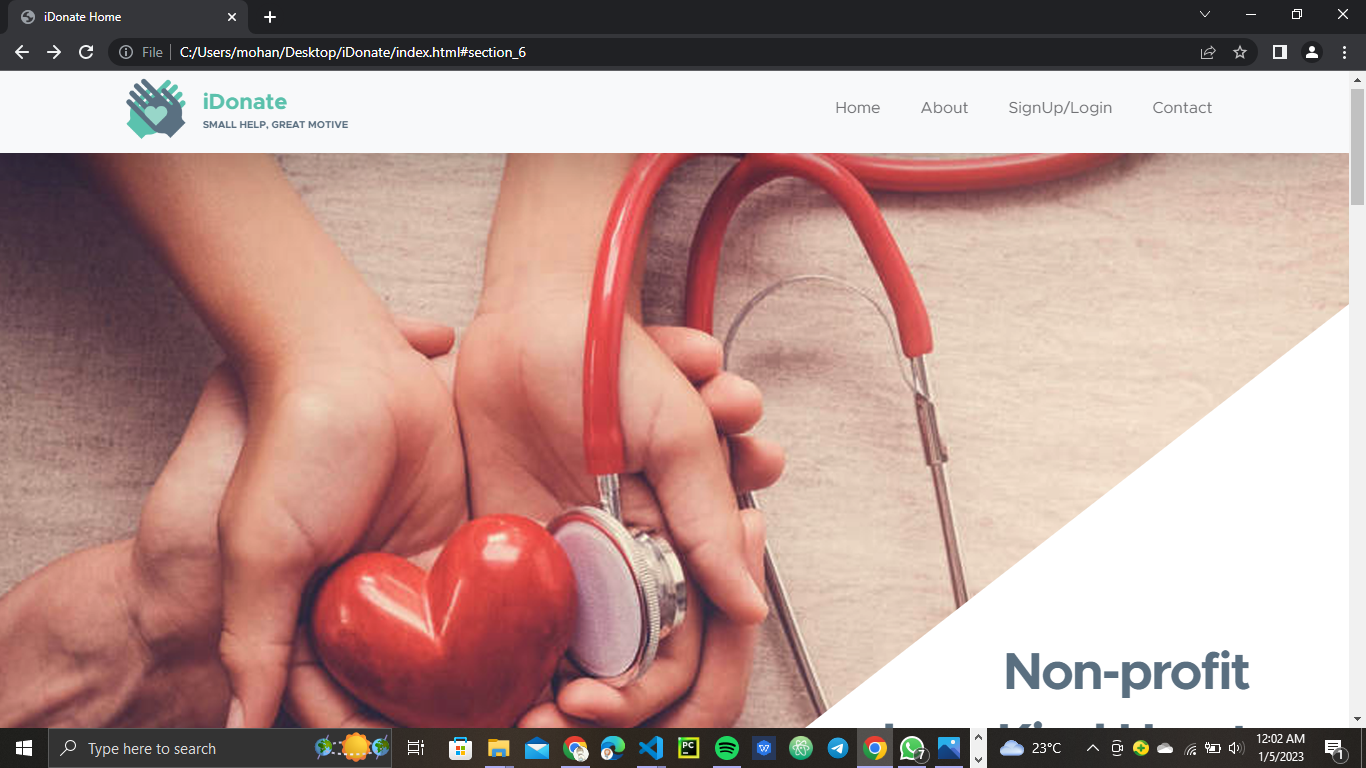 iDonate Home
File
C:/Users/mohan/Desktop/iDonate/index.html#section_6
iDonate
SMALL HELP, GREAT MOTIVE
Home
About
SignUp/Login
Contact
Non-profit
Type here to search
PC
7
23°C
12:02 AM
1/5/2023
1